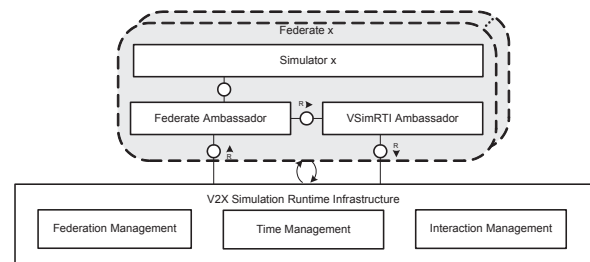 Federate x
Simulator x
Federate Ambassador
R
VSimRTI Ambassador
R
R
V2X Simulation Runtime Infrastructure
Federation Management
Time Management
Interaction Management